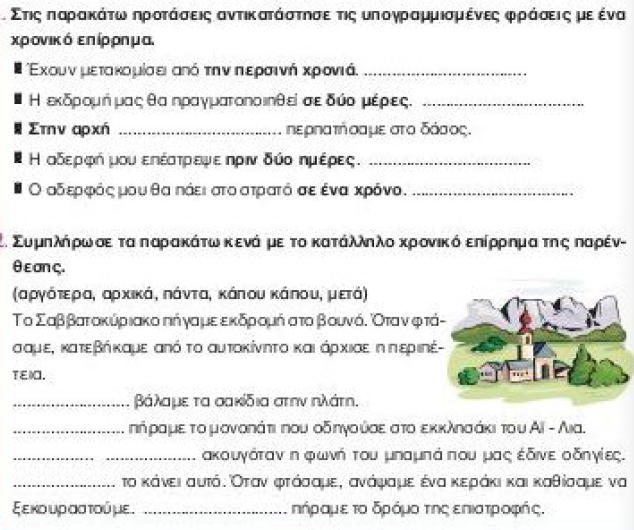 . Στις παρακάτω προτάσεις αντικατάστησε τις υπογραμμισμένες φράσεις με ένα
χρονικό επίρρημα.
Έχουν μετακομίσει από την περσινή χρονιά. ...................................
Η εκδρομή μας θα πραγματοποιηθεί σε δύο μέρες. ...................................
Στην αρχή ................................... περπατήσαμε στο δάσος.
Η αδερφή μου επέστρεψε πριν δύο ημέρες. ...................................
Ο αδερφός μου θα πάει στο στρατό σε ένα χρόνο. ...................................
2. Συμπλήρωσε τα παρακάτω κενά με το κατάλληλο χρονικό επίρρημα της παρέν-
θεσης.
(αργότερα, αρχικά, πάντα, κάπου κάπου, μετά)
Το Σαββατοκύριακο πήγαμε εκδρομή στο βουνό. Όταν φτά-
σαμε, κατεβήκαμε από το αυτοκίνητο και άρχισε η περιπέ-
τεια.
......................... βάλαμε τα σακίδια στην πλάτη.
........................ πήραμε το μονοπάτι που οδηγούσε στο εκκλησάκι του Αϊ - Λια.
.................. ................... ακουγόταν η φωνή του μπαμπά που μας έδινε οδηγίες.
...................... το κάνει αυτό. Όταν φτάσαμε, ανάψαμε ένα κεράκι και καθίσαμε να
ξεκουραστούμε. ............................... πήραμε το δρόμο της επιστροφής.